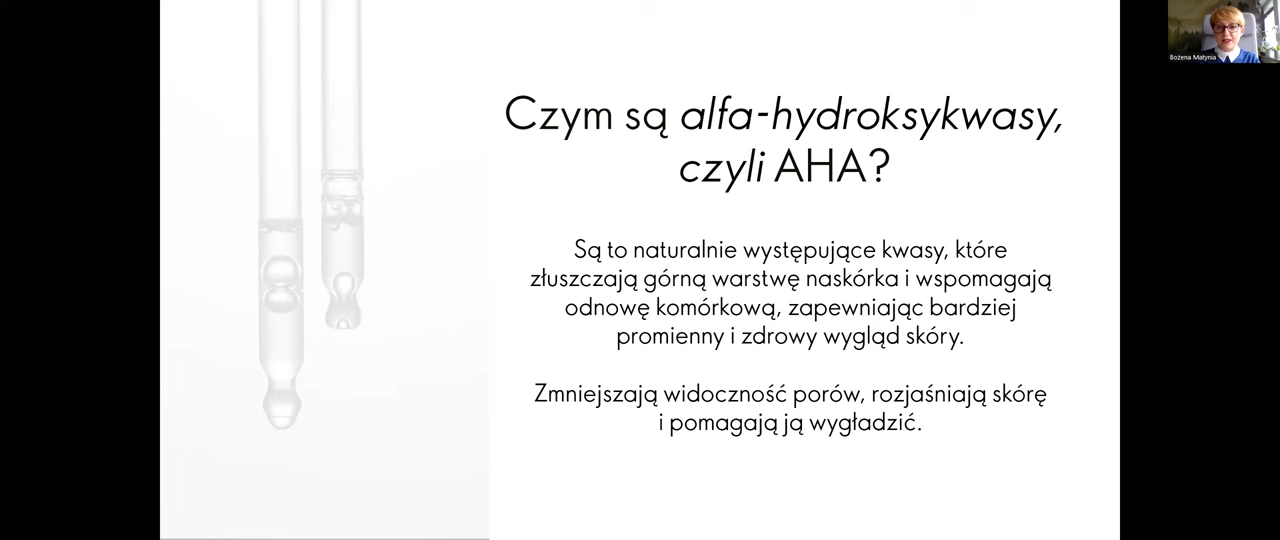 Czym są alfa-hydroksykwasy,
czyli AHA?
Są to naturalnie występujące kwasy, które
złuszczają górną warstwę naskórka i wspomagają
odnowę komórkową, zapewniając bardziej
promienny i zdrowy wygląd skóry.
Zmniejszają widoczność porów, rozjaśniają skórę
i pomagają ją wygładzić.
Bożena Matynia